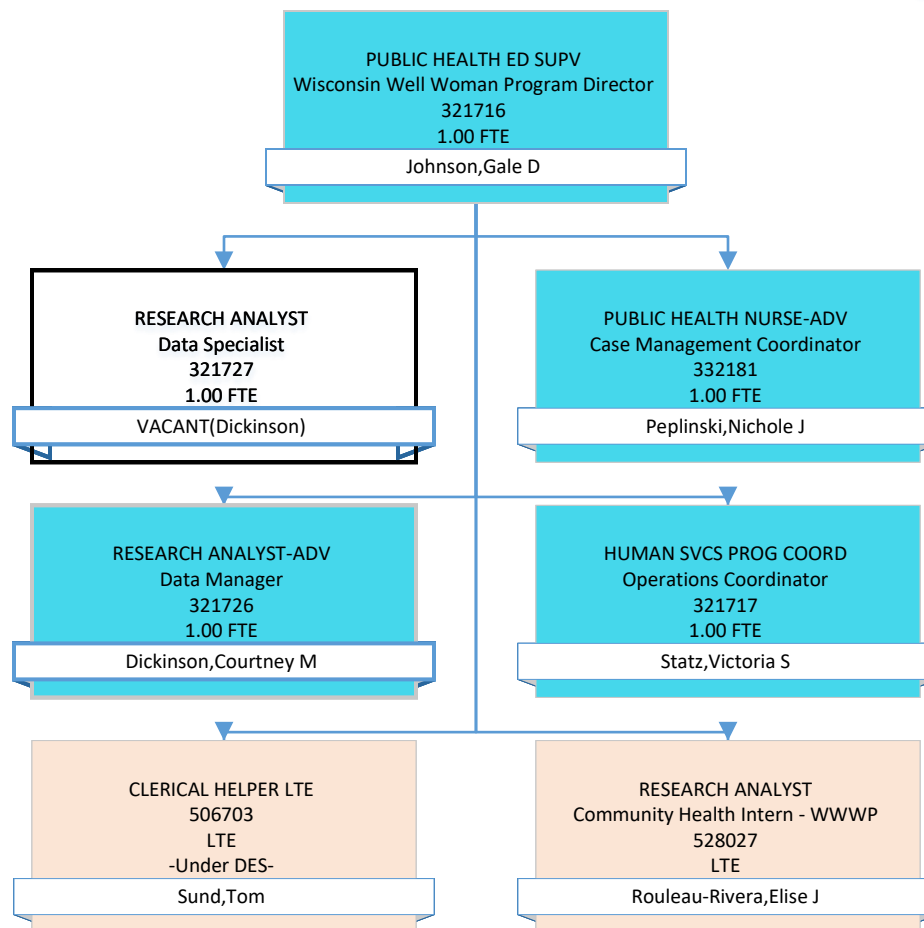 PUBLIC HEALTH ED SUPV
Wisconsin Well Woman Program Director
321716
1.00 FTE
Johnson,Gale D
RESEARCH ANALYST
Data Specialist
321727
1.00 FTE
VACANT(Dickinson)
PUBLIC HEALTH NURSE-ADV
Case Management Coordinator
332181
1.00 FTE
Peplinski,Nichole J
RESEARCH ANALYST-ADV
Data Manager
321726
1.00 FTE
Dickinson,Courtney M
HUMAN SVCS PROG COORD
Operations Coordinator
321717
1.00 FTE
Statz,Victoria S
CLERICAL HELPER LTE
506703
LTE
-Under DES-
Sund,Tom
RESEARCH ANALYST
Community Health Intern - WWWP
528027
LTE
Rouleau-Rivera,Elise J